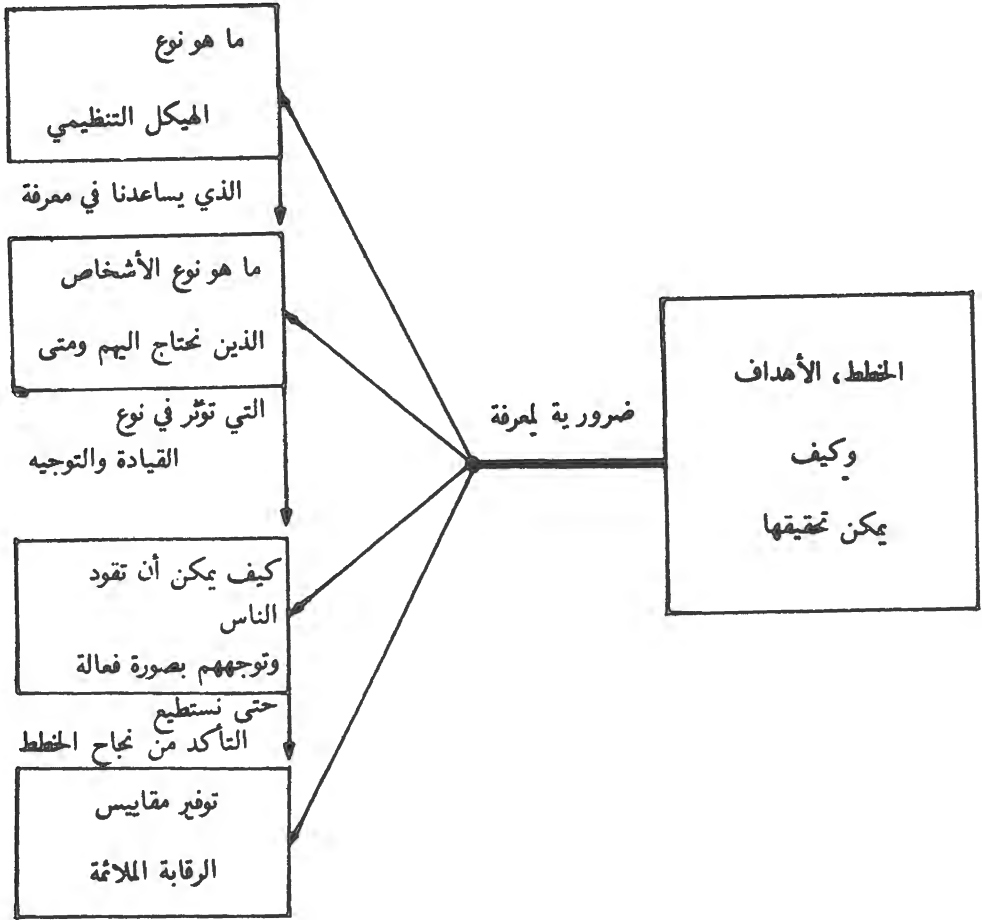 الخطط، الأهداف
وكيف
يمكن تحقيقها
ضرورية لمعرفة
ما هو نوع
الهيكل التنظيمي
الذي يساعدنا في معرفة
ما هو نوع الأشخاص
الذين نحتاج اليهم ومتى
التي تؤثر في نوع
القيادة والتوجيه
كيف يمكن أن تقود
الناس
وتوجههم بصورة فعالة
حتى نستطيع
التأكد من نجاح الخطط
توفير مقاييس
الرقابة الملائمة